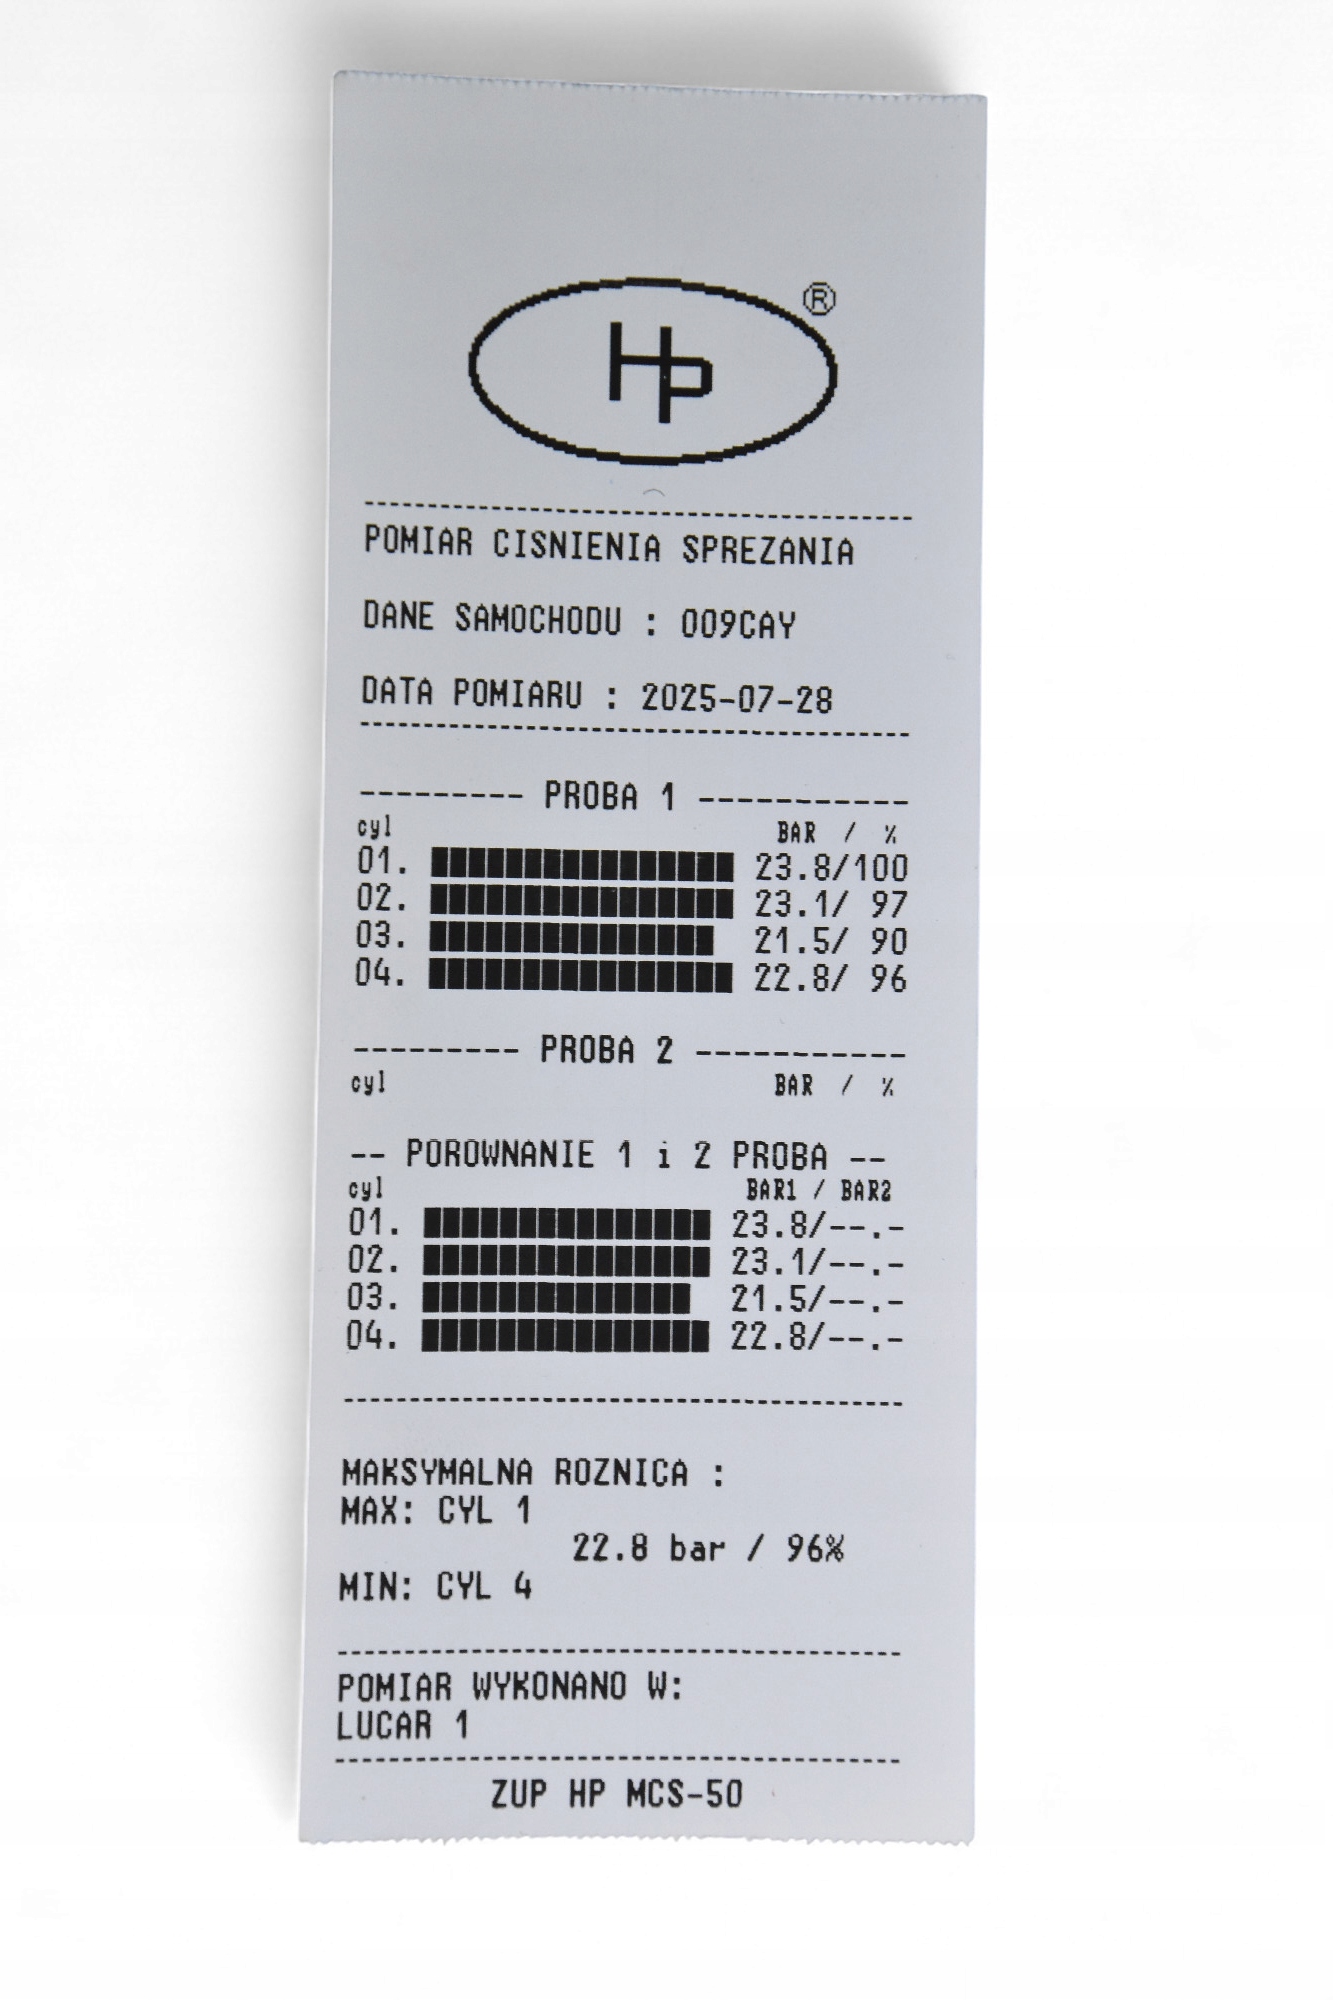 HP ®
POMIAR CISNIENIA SPREZANIA
DANE SAMOCHODU : 009CAY
DATA POMIARU : 2025-07-28
--------- PROBA 1 -----------
cyl BAR / %
01. 23.8/100
02. 23.1/ 97
03. 21.5/ 90
04. 22.8/ 96
--------- PROBA 2 -----------
cyl BAR / %
-- POROWNANIE 1 i 2 PROBA --
cyl BAR1 / BAR2
01. 23.8/--.-
02. 23.1/--.-
03. 21.5/--.-
04. 22.8/--.-
MAKSYMALNA ROZNICA :
MAX: CYL 1
22.8 bar / 96%
MIN: CYL 4
POMIAR WYKONANO W:
LUCAR 1
ZUP HP MCS-50